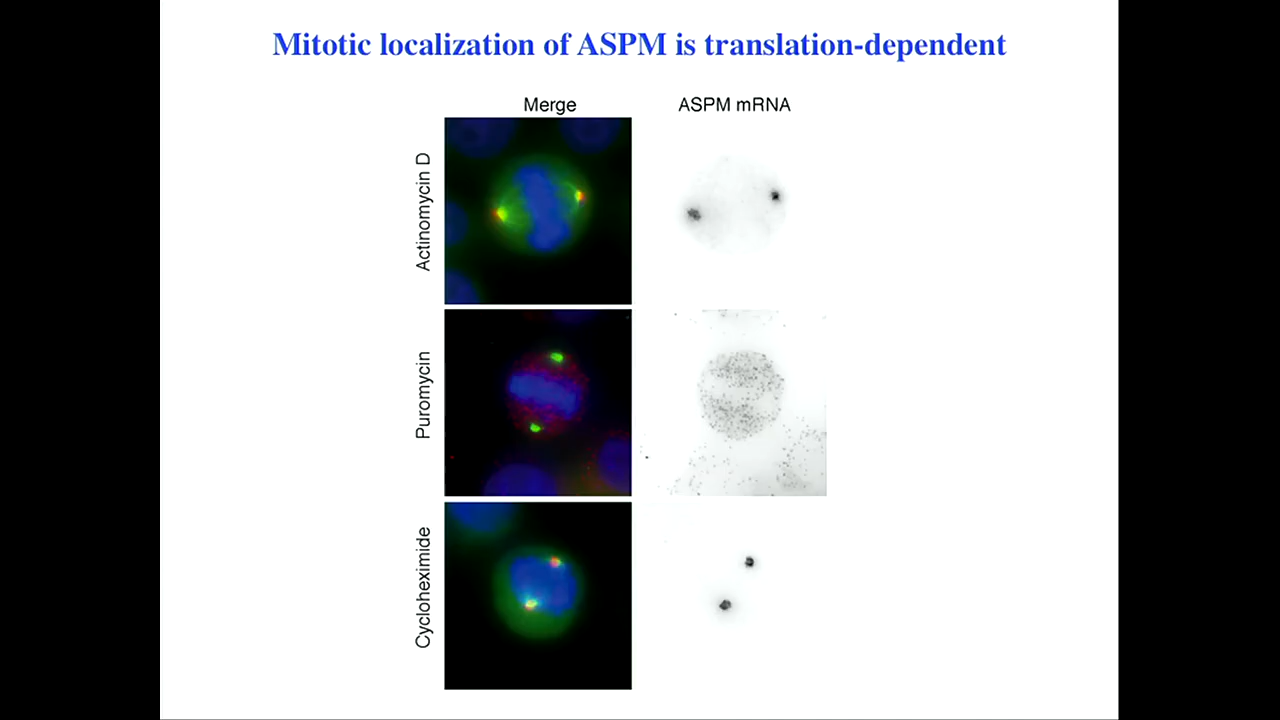 Mitotic localization of ASPM is translation-dependent
Merge
ASPM mRNA
Actinomycin D
Puromycin
Cycloheximide